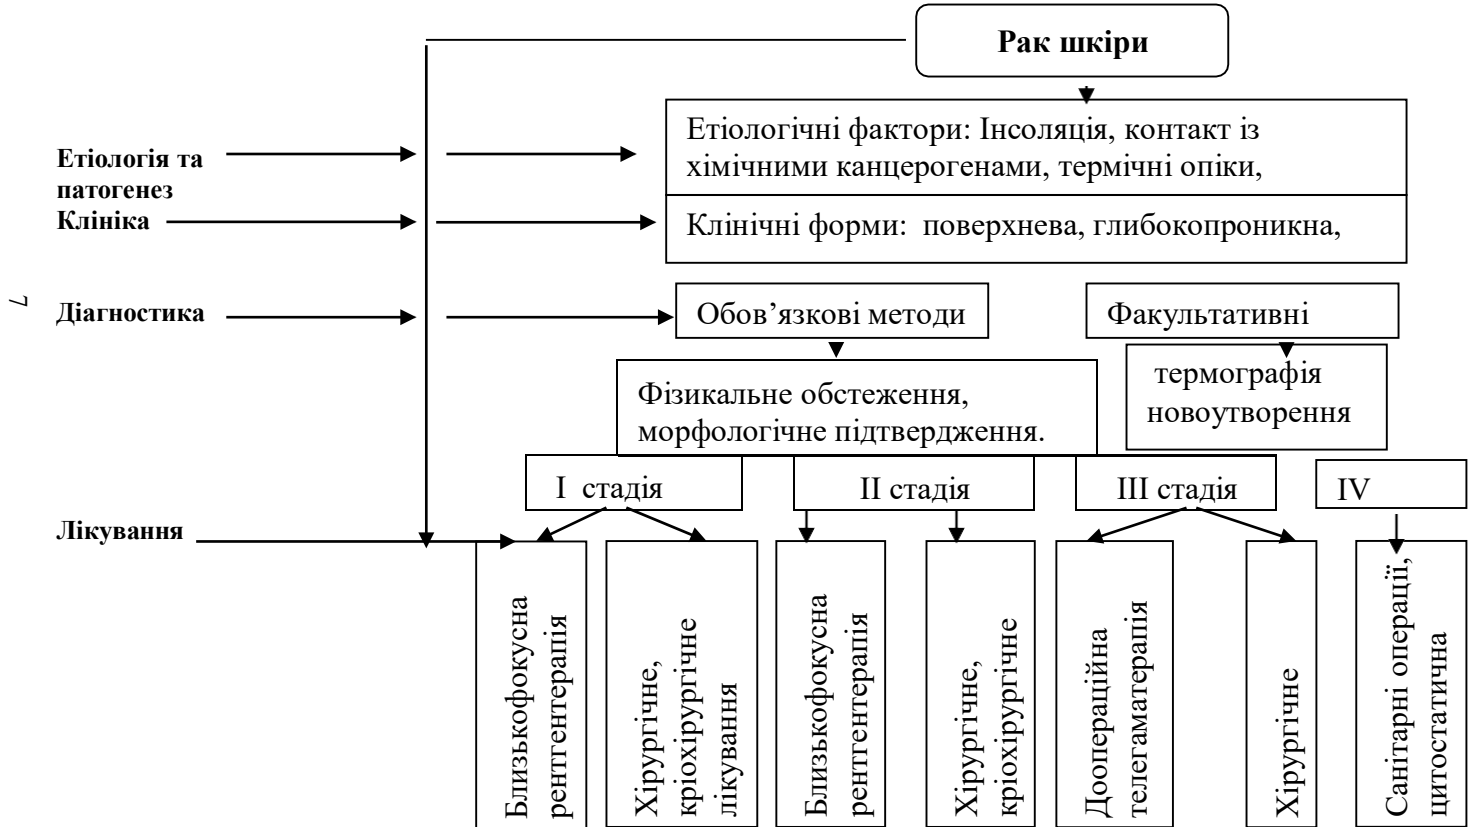 Рак шкіри
Етіологія та
патогенез
Етіологічні фактори: Інсоляція, контакт із
хімічними канцерогенами, термічні опіки,
Клініка
Клінічні форми:  поверхнева, глибокопроникна,
7
Діагностика
Обов’язкові методи
Факультативні
Фізикальне обстеження,
морфологічне підтвердження.
термографія
новоутворення
I  стадія
II стадія
III стадія
IV
Лікування
Близькофокусна
рентгентерапія
Хірургічне,
кріохірургічне
лікування
Близькофокусна
рентгентерапія
Хірургічне,
кріохірургічне
Доопераційна
телегаматерапія
Хірургічне
Санітарні операції,
цитостатична